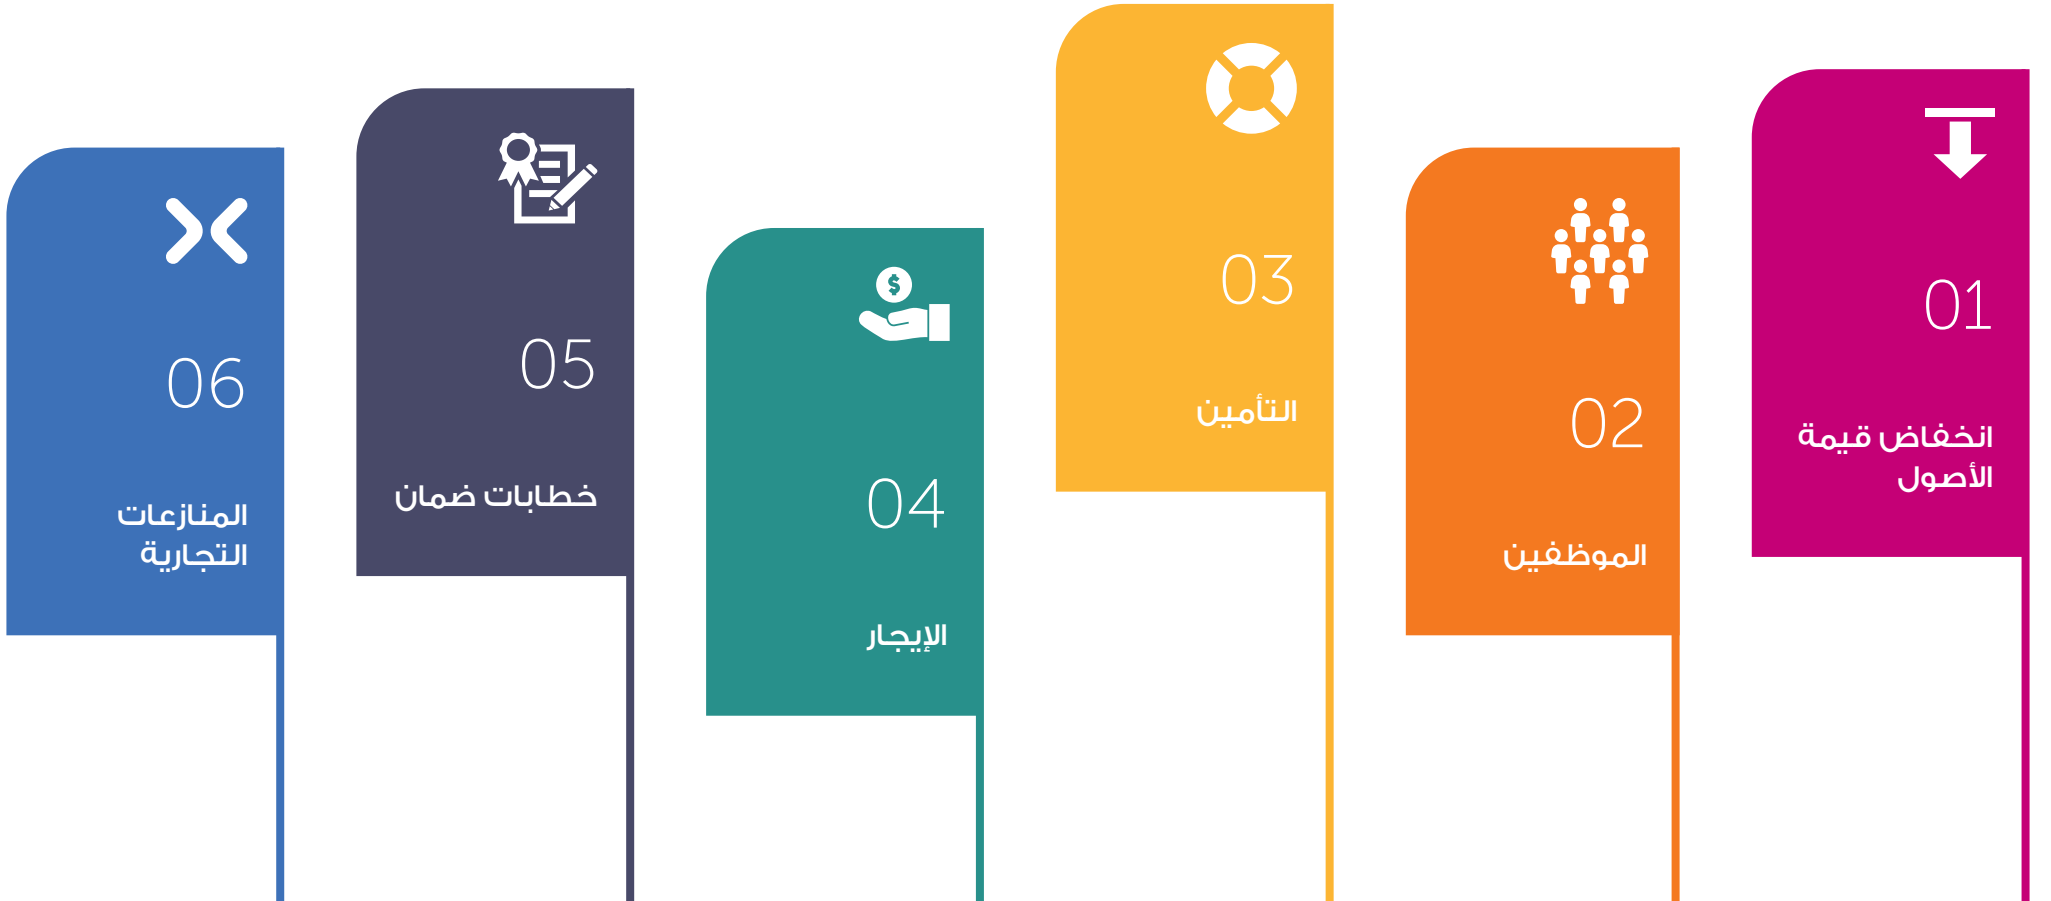 01
انخفاض قيمة
الأصول
02
الموظفين
03
التأمين
04
الإيجار
05
خطابات ضمان
06
المنازعات
التجارية